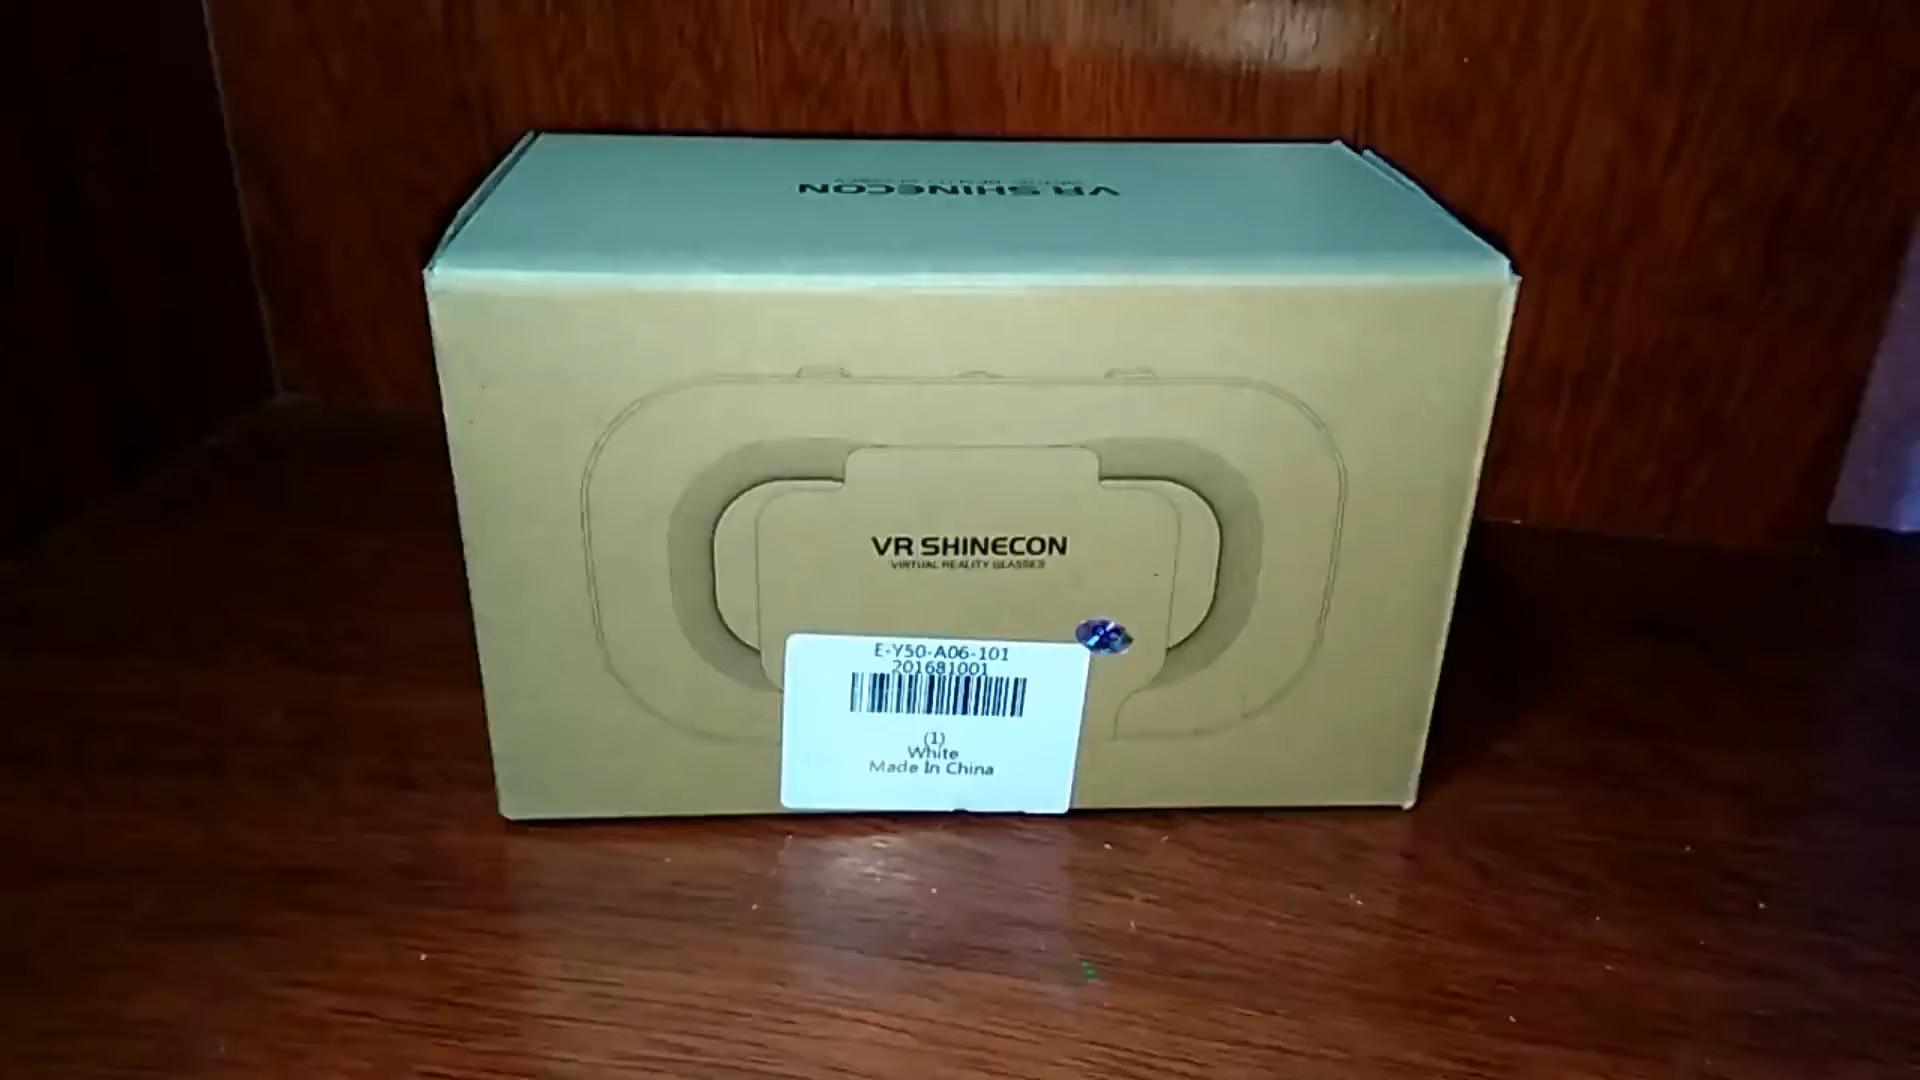 VR SHINECON
VR SHINECON
VIRTUAL REALITY GLASSES
E-Y50-A06-101
201681001
(1)
White
Made In China